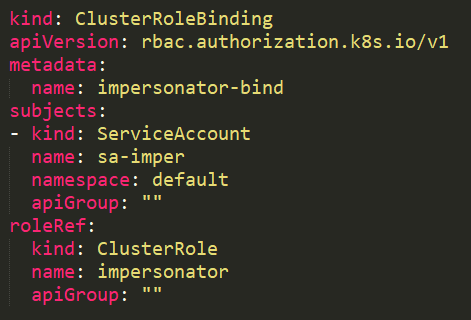 kind: ClusterRoleBinding
apiVersion: rbac.authorization.k8s.io/v1
metadata:
  name: impersonator-bind
subjects:
- kind: ServiceAccount
  name: sa-imper
  namespace: default
  apiGroup: ""
roleRef:
  kind: ClusterRole
  name: impersonator
  apiGroup: ""